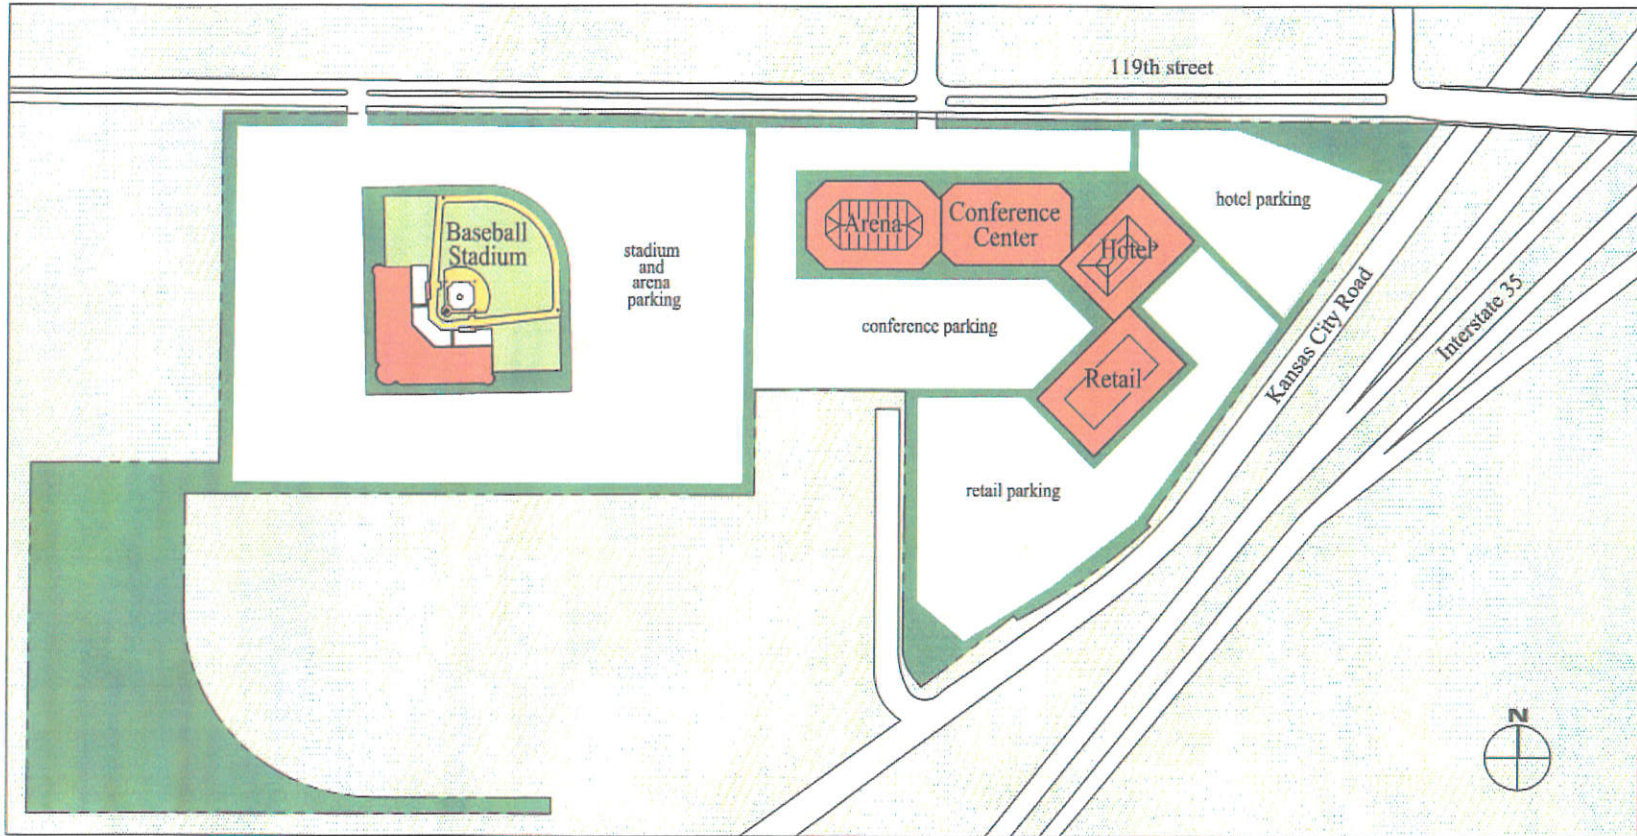 119th street
hotel parking
Arena
Conference
Center
Hotel
Baseball
Stadium
stadium
and
arena
parking
conference parking
Retail
Kansas City Road
Interstate 35
retail parking
N